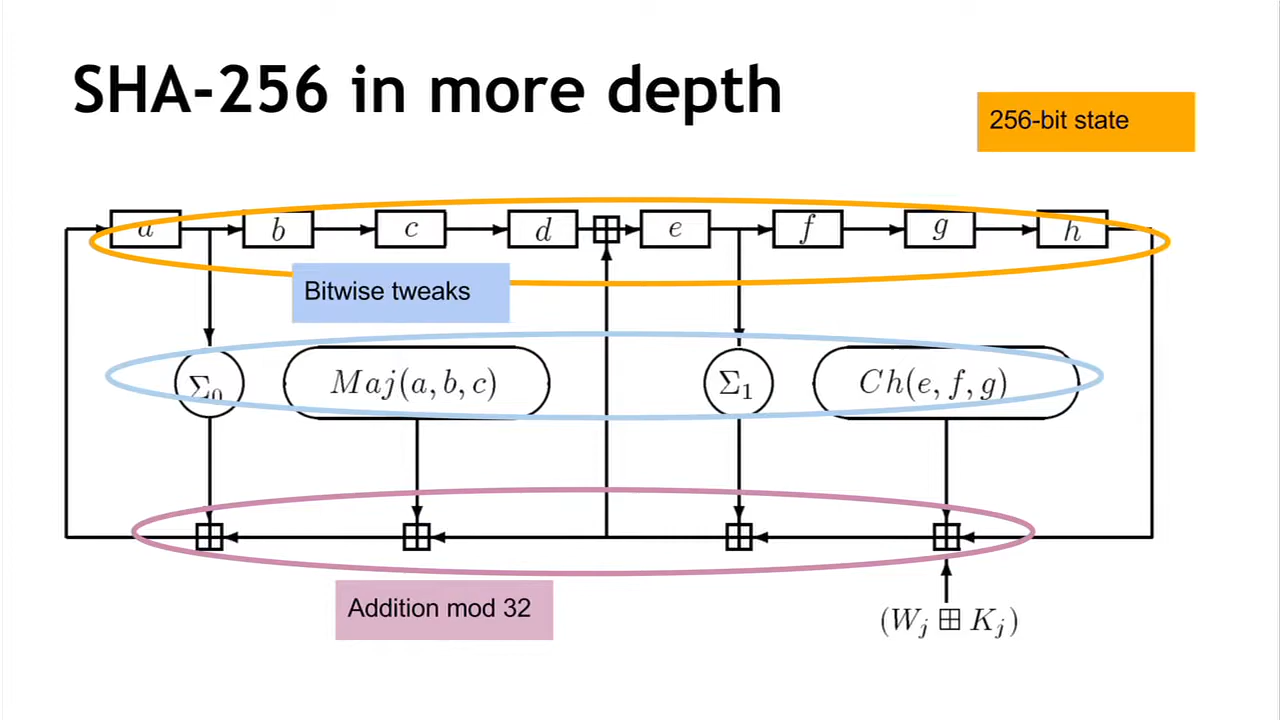 SHA-256 in more depth
256-bit state
a b c d ⊞ e f g h
Bitwise tweaks
Σ₀ Maj(a, b, c) Σ₁ Ch(e, f, g)
⊞ ⊞ ⊞ ⊞
Addition mod 32
(Wⱼ ⊞ Kⱼ)